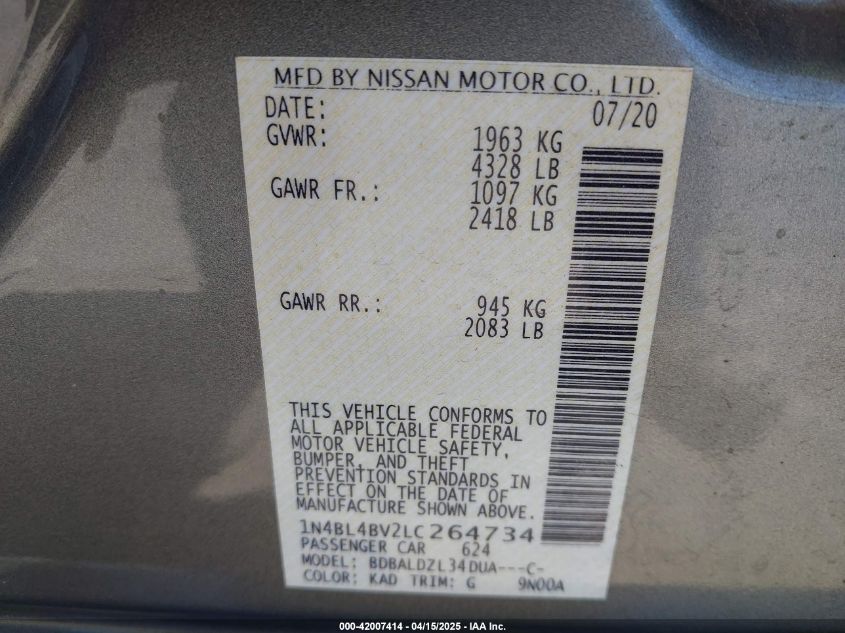 MFD BY NISSAN MOTOR CO., LTD.
DATE: 07/20
GVWR: 1963 KG
4328 LB
GAWR FR.: 1097 KG
2418 LB
GAWR RR.: 945 KG
2083 LB
THIS VEHICLE CONFORMS TO
ALL APPLICABLE FEDERAL
MOTOR VEHICLE SAFETY,
BUMPER, AND THEFT
PREVENTION STANDARDS IN
EFFECT ON THE DATE OF
MANUFACTURE SHOWN ABOVE.
1N4BL4BV2LC264734
PASSENGER CAR 624
MODEL: BDBALDZL34DUA---C-
COLOR: KAD TRIM: G 9N00A
000-42007414 - 04/15/2025 - IAA Inc.